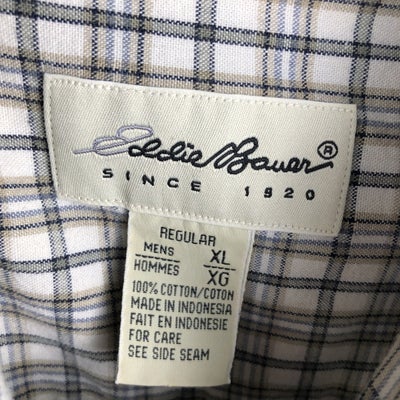 Eddie Bauer®
SINCE 1920
REGULAR
MENS XL
HOMMES XG
100% COTTON/COTON
MADE IN INDONESIA
FAIT EN INDONESIE
FOR CARE
SEE SIDE SEAM